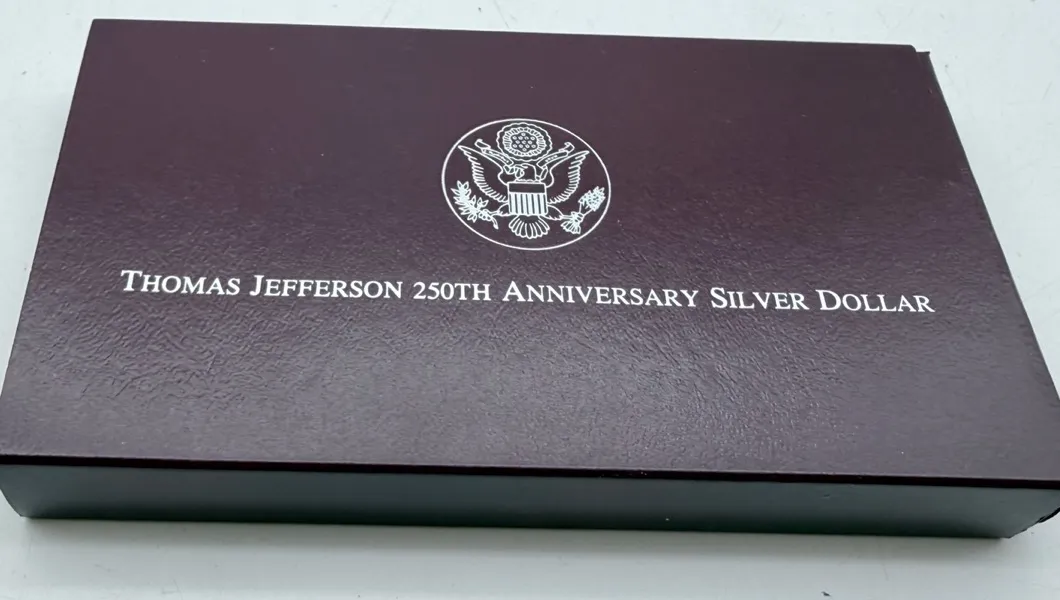 THOMAS JEFFERSON 250TH ANNIVERSARY SILVER DOLLAR